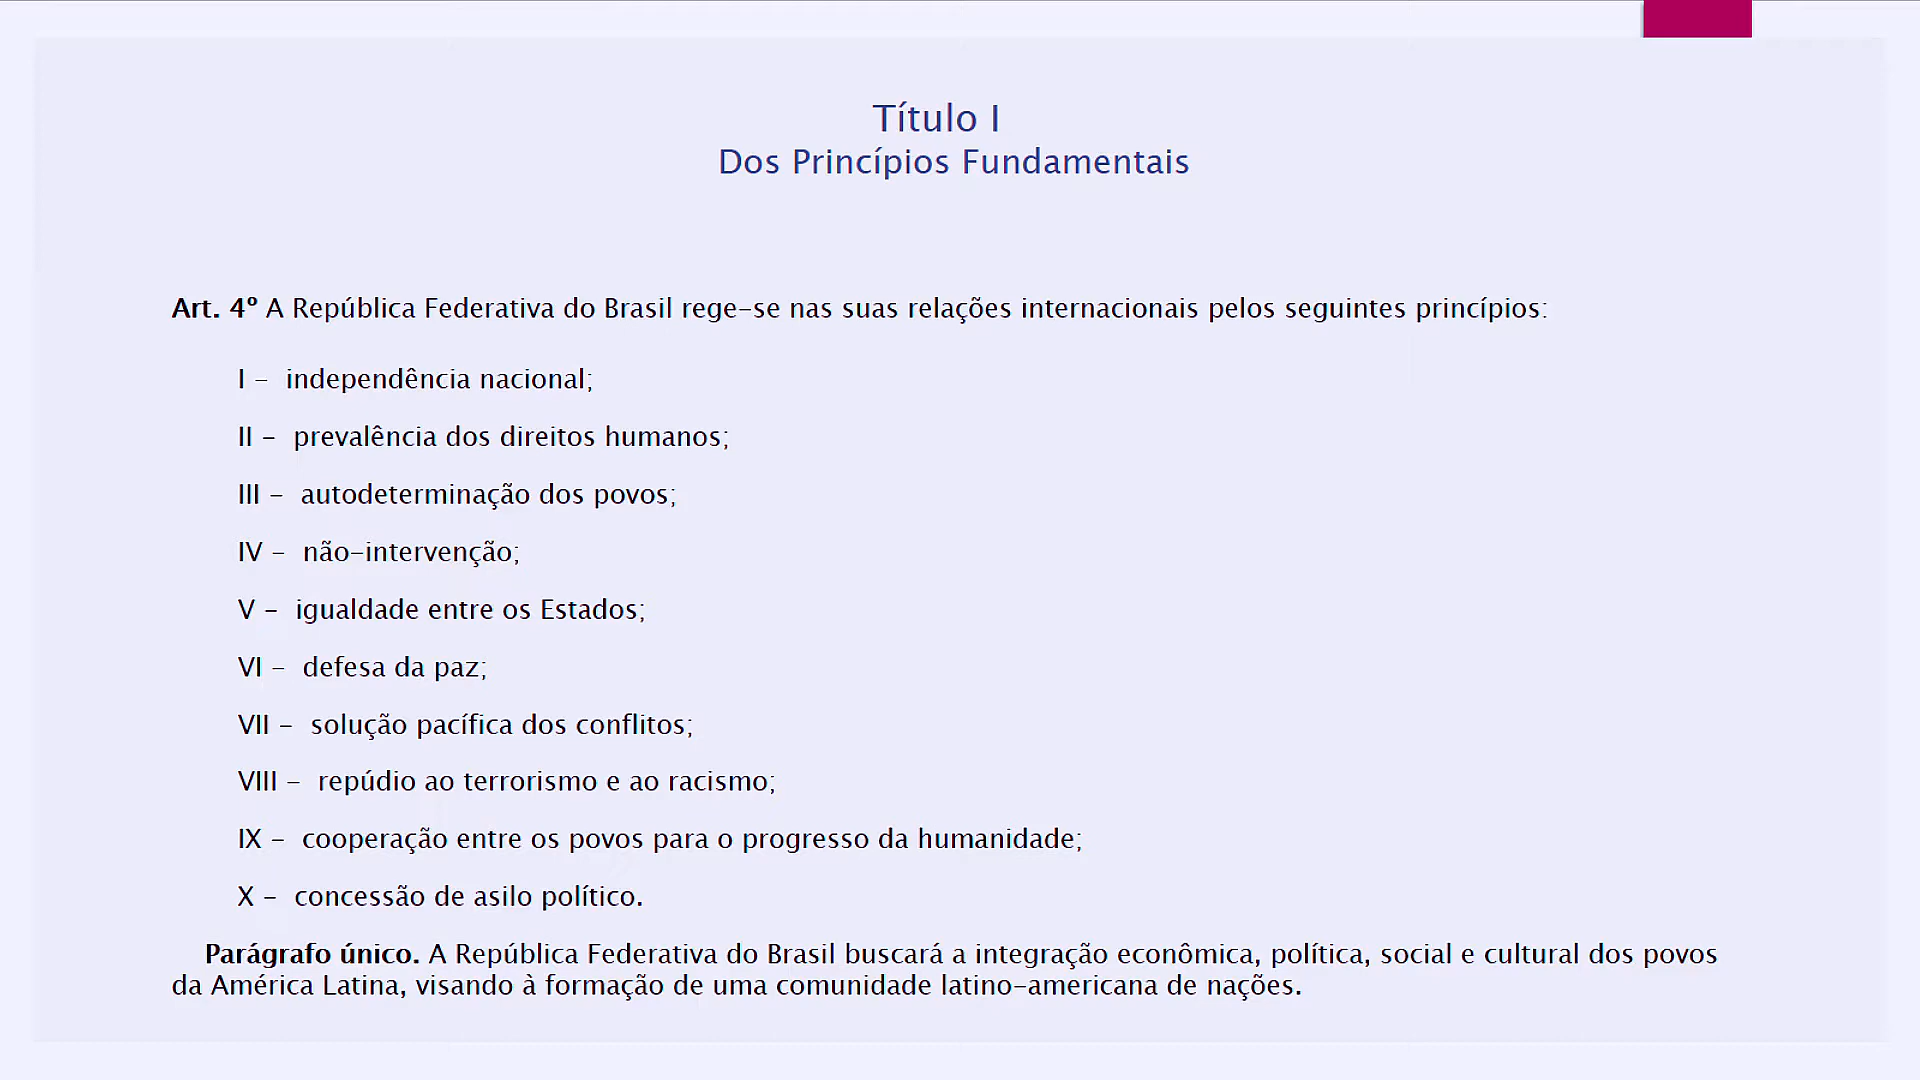 Título I
Dos Princípios Fundamentais
Art. 4º A República Federativa do Brasil rege-se nas suas relações internacionais pelos seguintes princípios:
I - independência nacional;
II - prevalência dos direitos humanos;
III - autodeterminação dos povos;
IV - não-intervenção;
V - igualdade entre os Estados;
VI - defesa da paz;
VII - solução pacífica dos conflitos;
VIII - repúdio ao terrorismo e ao racismo;
IX - cooperação entre os povos para o progresso da humanidade;
X - concessão de asilo político.
Parágrafo único. A República Federativa do Brasil buscará a integração econômica, política, social e cultural dos povos
da América Latina, visando à formação de uma comunidade latino-americana de nações.